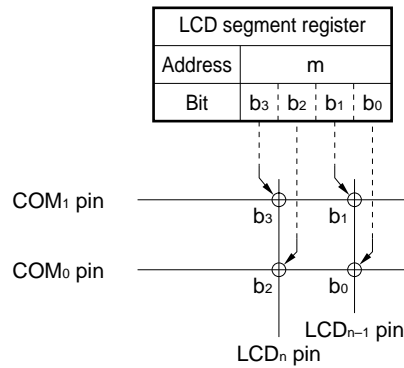 LCD segment register
Address m
Bit b₃ b₂ b₁ b₀
COM₁ pin
b₃ b₁
COM₀ pin
b₂ b₀
LCDₙ₋₁ pin
LCDₙ pin